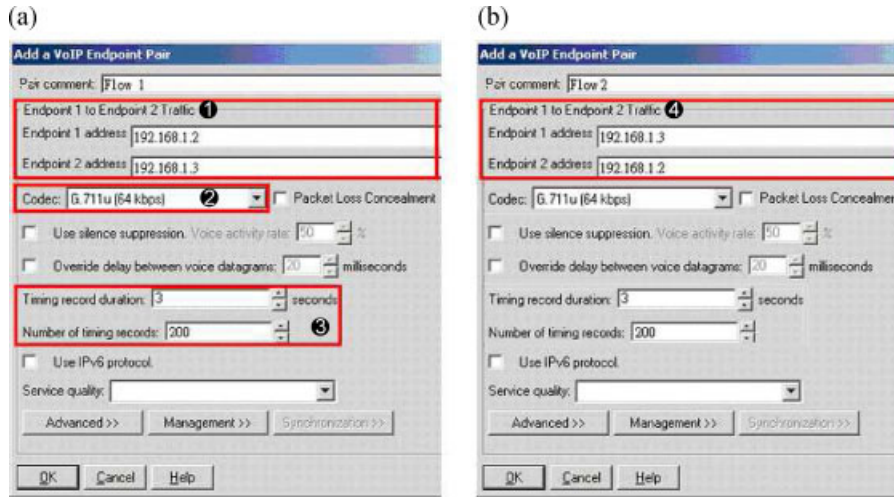 (a)
Add a VoIP Endpoint Pair
Pair comment: Flow 1
Endpoint 1 to Endpoint 2 Traffic ❶
Endpoint 1 address 192.168.1.2
Endpoint 2 address 192.168.1.3
Codec: G.711u (64 kbps) ❷ Packet Loss Concealment
Use silence suppression. Voice activity rate: 50 %
Override delay between voice datagrams: 20 milliseconds
Timing record duration: 3 seconds
Number of timing records: 200 ❸
Use IPv6 protocol.
Service quality:
Advanced >> Management >> Synchronization >>
OK Cancel Help
(b)
Add a VoIP Endpoint Pair
Pair comment: Flow 2
Endpoint 1 to Endpoint 2 Traffic ❹
Endpoint 1 address 192.168.1.3
Endpoint 2 address 192.168.1.2
Codec: G.711u (64 kbps) Packet Loss Concealmer
Use silence suppression. Voice activity rate: 50 %
Override delay between voice datagrams: 20 milliseconds
Timing record duration: 3 seconds
Number of timing records: 200
Use IPv6 protocol.
Service quality:
Advanced >> Management >> Synchronization >>
OK Cancel Help